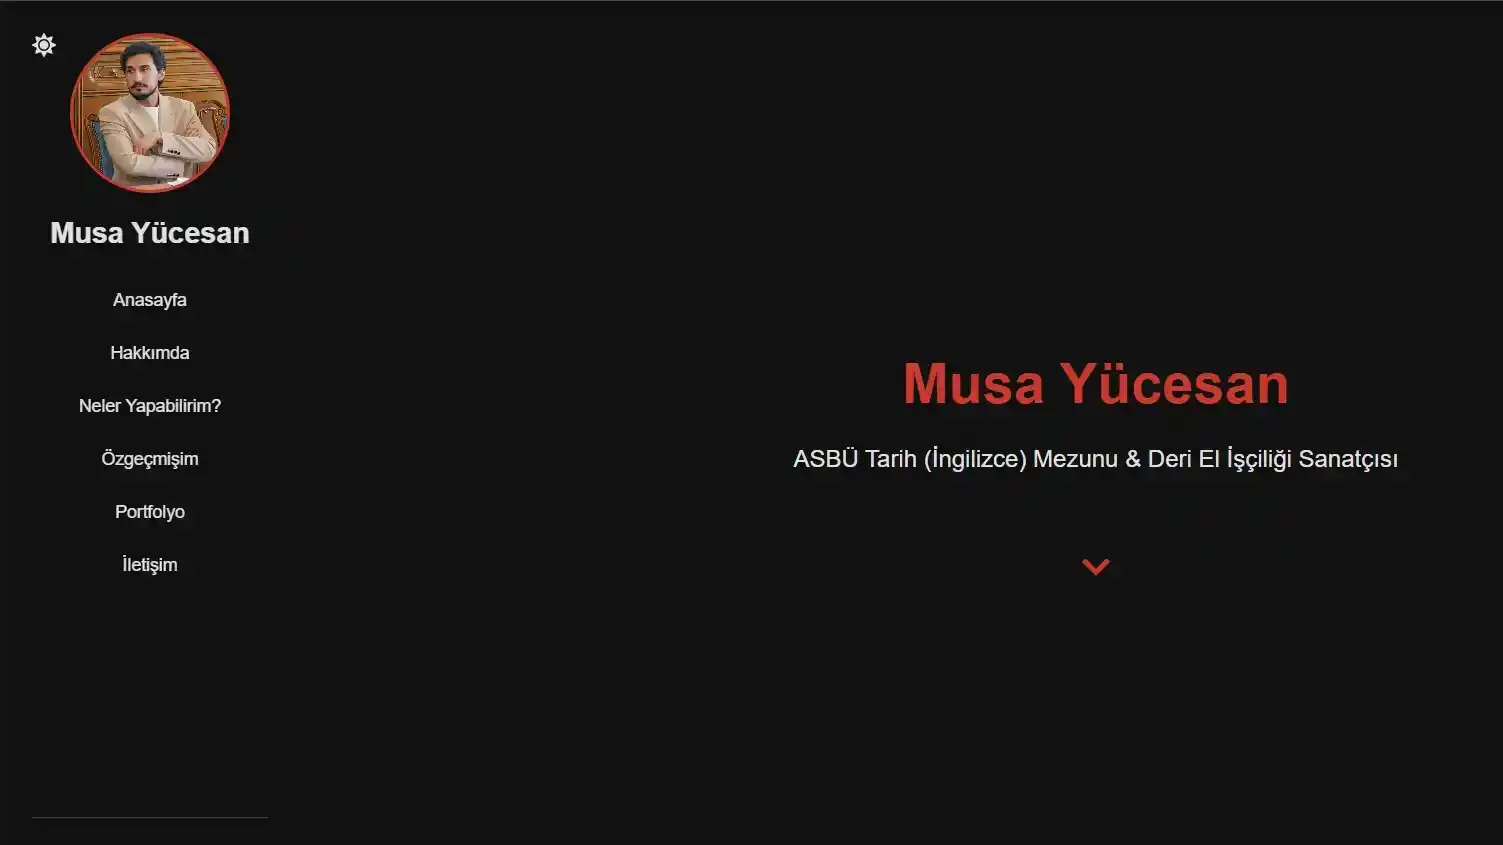 Musa Yücesan
Anasayfa
Hakkımda
Neler Yapabilirim?
Özgeçmişim
Portfolyo
İletişim
Musa Yücesan
ASBÜ Tarih (İngilizce) Mezunu & Deri El İşçiliği Sanatçısı